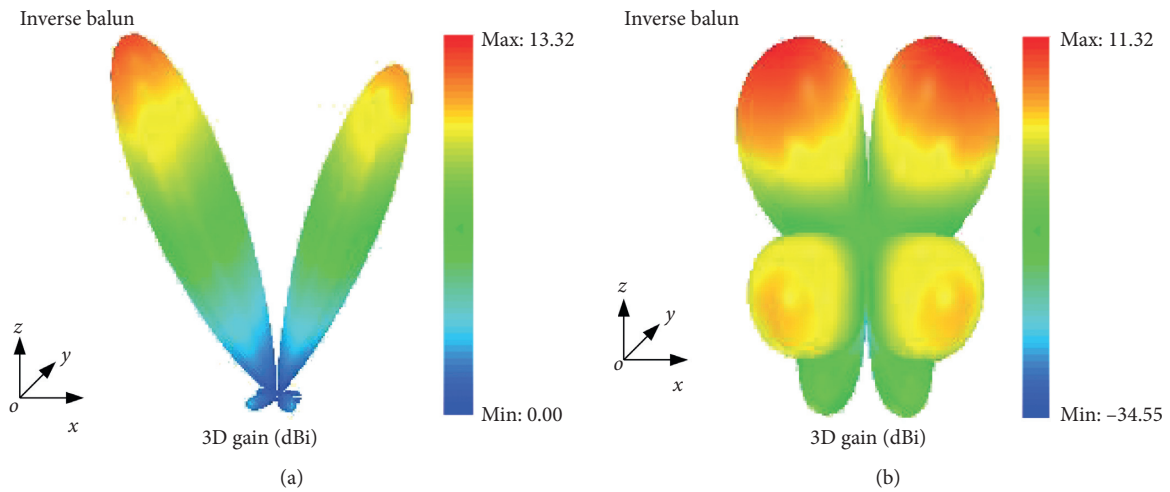 Inverse balun
Max: 13.32
z
y
o
x
Min: 0.00
3D gain (dBi)
(a)
Inverse balun
Max: 11.32
z
y
o
x
Min: –34.55
3D gain (dBi)
(b)